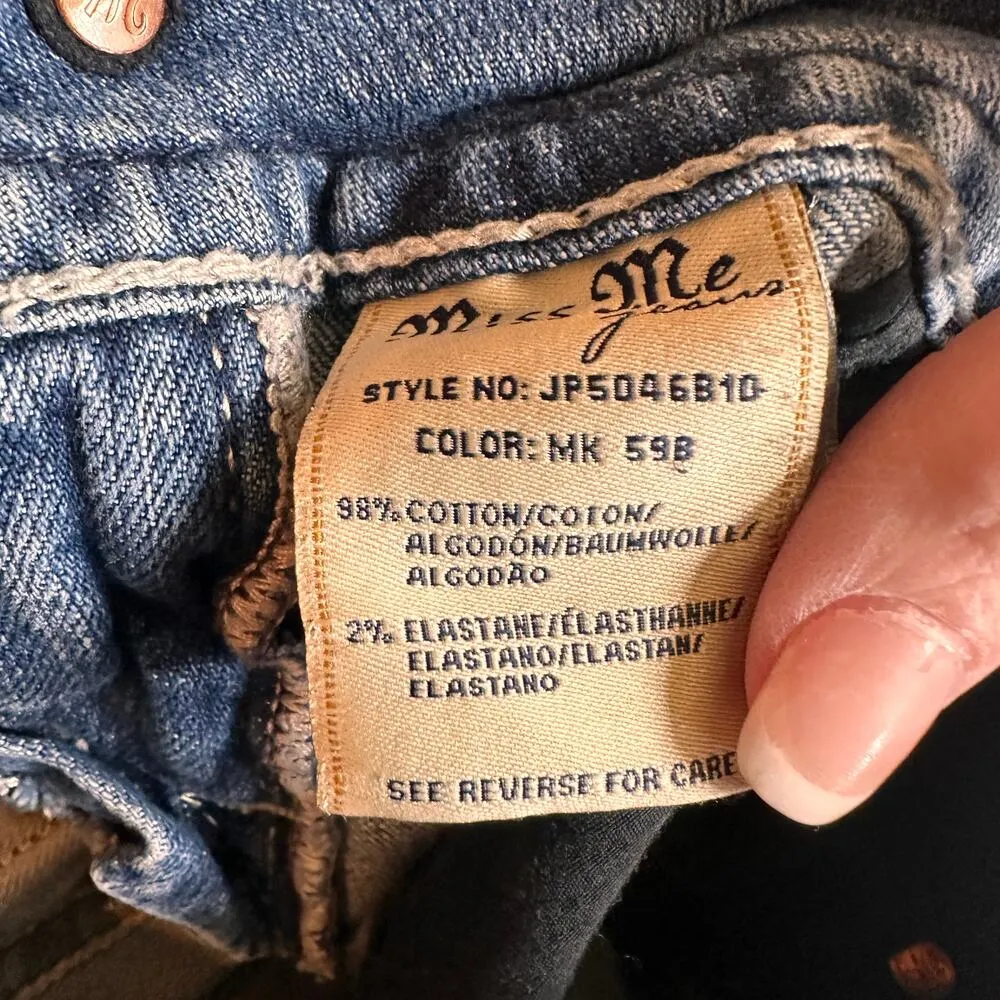 Miss Me
jeans
STYLE NO: JP5046B10-
COLOR: MK 59B
98% COTTON/COTON/
ALGODÓN/BAUMWOLLE/
ALGODÃO
2% ELASTANE/ÉLASTHANNE/
ELASTANO/ELASTAN/
ELASTANO
SEE REVERSE FOR CARE